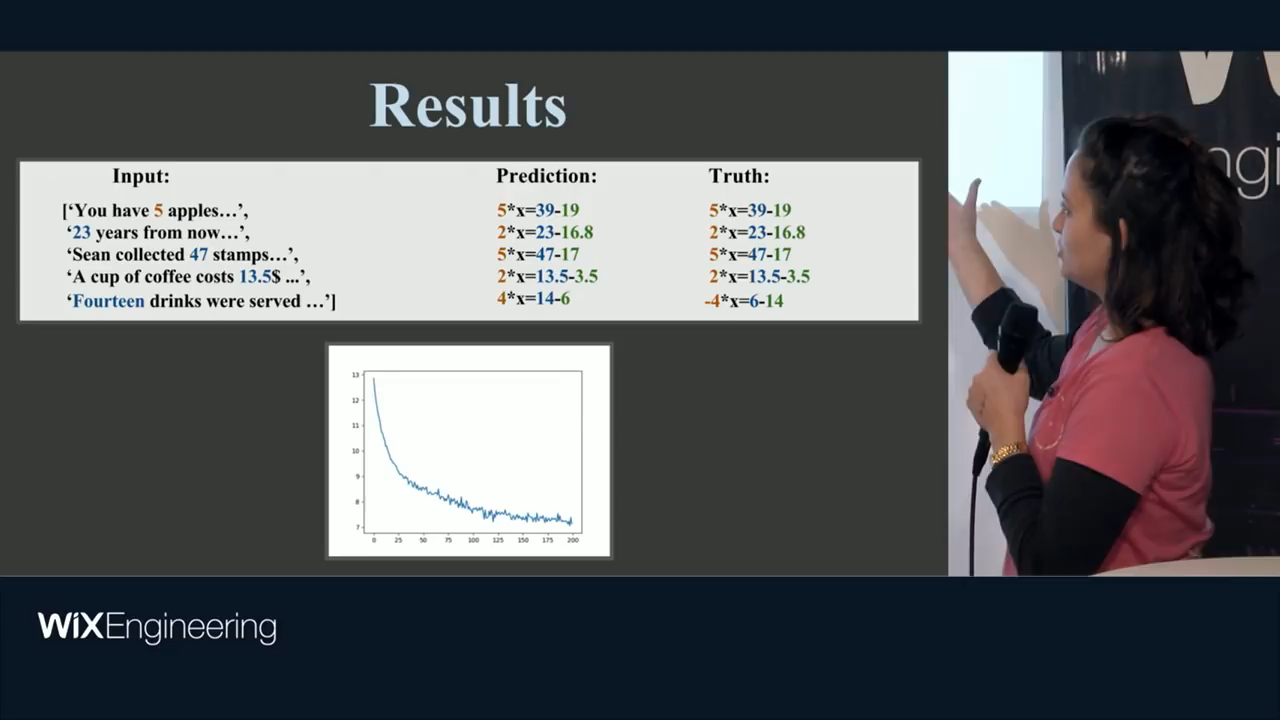 Results
Input: Prediction: Truth:
['You have 5 apples…', 5*x=39-19 5*x=39-19
'23 years from now…', 2*x=23-16.8 2*x=23-16.8
'Sean collected 47 stamps…', 5*x=47-17 5*x=47-17
'A cup of coffee costs 13.5$ ...', 2*x=13.5-3.5 2*x=13.5-3.5
'Fourteen drinks were served …'] 4*x=14-6 -4*x=6-14
13
12
11
10
9
8
7
0 25 50 75 100 125 150 175 200
WiXEngineering